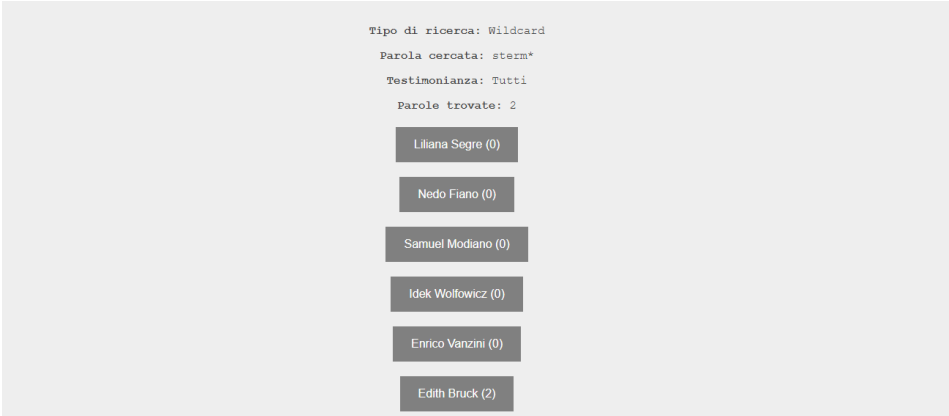 Tipo di ricerca: Wildcard
Parola cercata: sterm*
Testimonianza: Tutti
Parole trovate: 2
Liliana Segre (0)
Nedo Fiano (0)
Samuel Modiano (0)
Idek Wolfowicz (0)
Enrico Vanzini (0)
Edith Bruck (2)